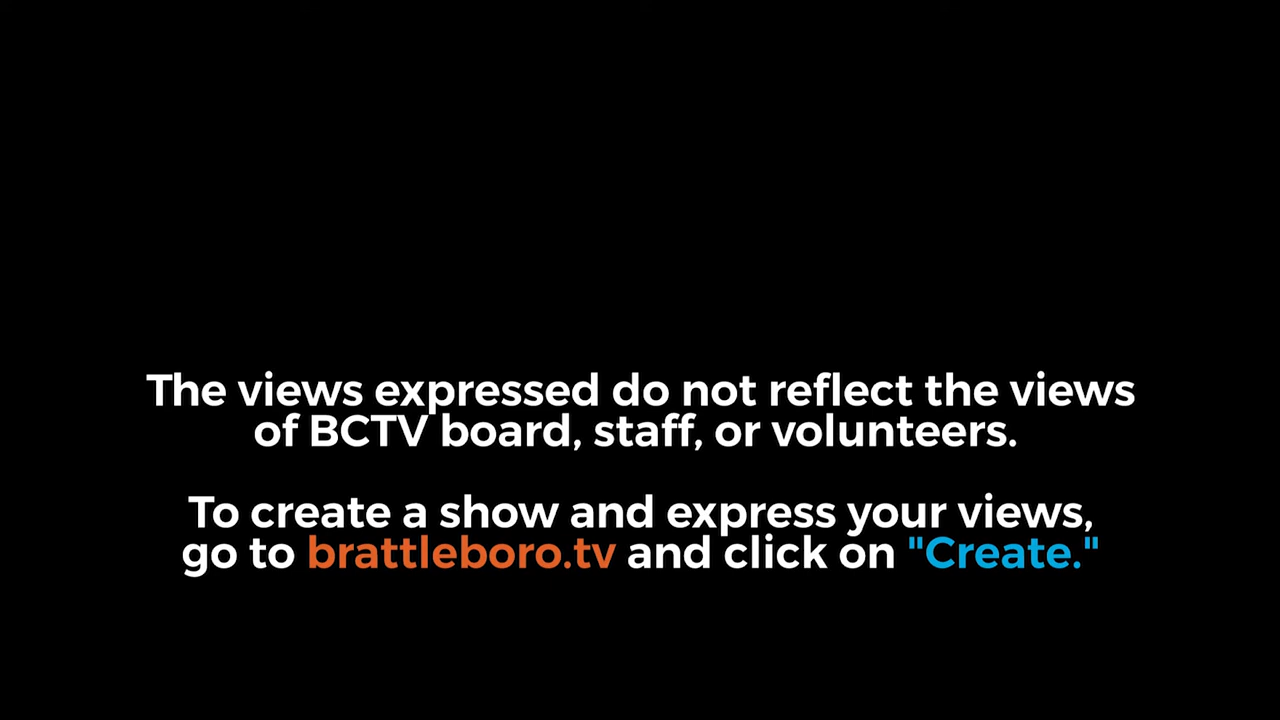 The views expressed do not reflect the views
of BCTV board, staff, or volunteers.
To create a show and express your views,
go to brattleboro.tv and click on "Create."